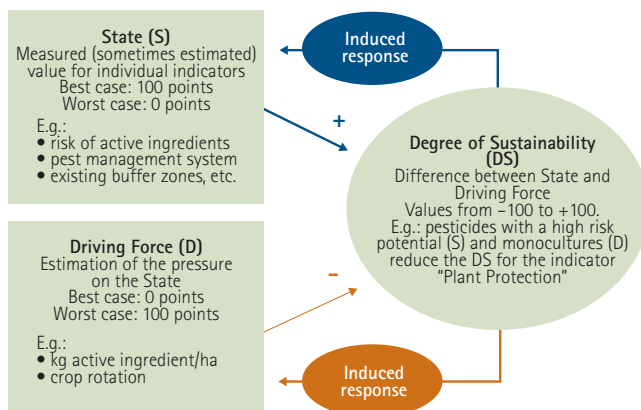 State (S)
Measured (sometimes estimated)
value for individual indicators
Best case: 100 points
Worst case: 0 points
E.g.:
• risk of active ingredients
• pest management system
• existing buffer zones, etc.
Induced
response
+
Degree of Sustainability
(DS)
Difference between State and
Driving Force
Values from –100 to +100.
E.g.: pesticides with a high risk
potential (S) and monocultures (D)
reduce the DS for the indicator
“Plant Protection”
Driving Force (D)
Estimation of the pressure
on the State
Best case: 0 points
Worst case: 100 points
E.g.:
• kg active ingredient/ha
• crop rotation
–
Induced
response